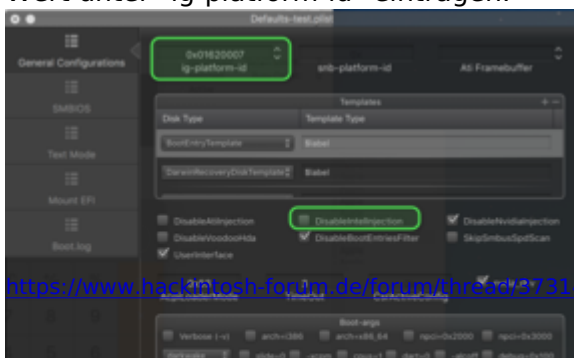 Wert unter "ig-platform-id" eintragen:
Defaults-test.plist
General Configurations
0x01620007
ig-platform-id
snb-platform-id
Ati Framebuffer
SMBIOS
Templates
Disk Type
Template Type
Text Mode
BootEntryTemplate
Blabel
DarwinRecoveryDiskTemplate
Blabel
Mount EFI
DisableAtiInjection
DisableIntelInjection
DisableNvidiaInjection
Boot.log
DisableVoodooHda
DisableBootEntriesFilter
SkipSmbusSpdScan
UserInterface
https://www.hackintosh-forum.de/forum/thread/3731
Boot-args
Verbose (-v)
arch=i386
arch=x86_64
npci=0x2000
npci=0x3000